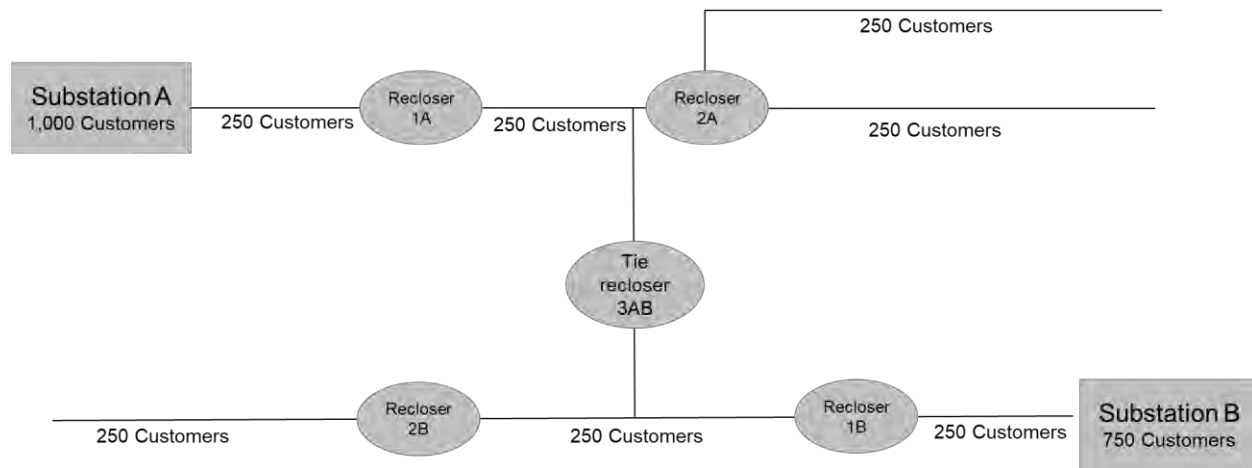 250 Customers
Substation A
1,000 Customers
250 Customers
Recloser
1A
250 Customers
Recloser
2A
250 Customers
Tie
recloser
3AB
250 Customers
Recloser
2B
250 Customers
Recloser
1B
250 Customers
Substation B
750 Customers